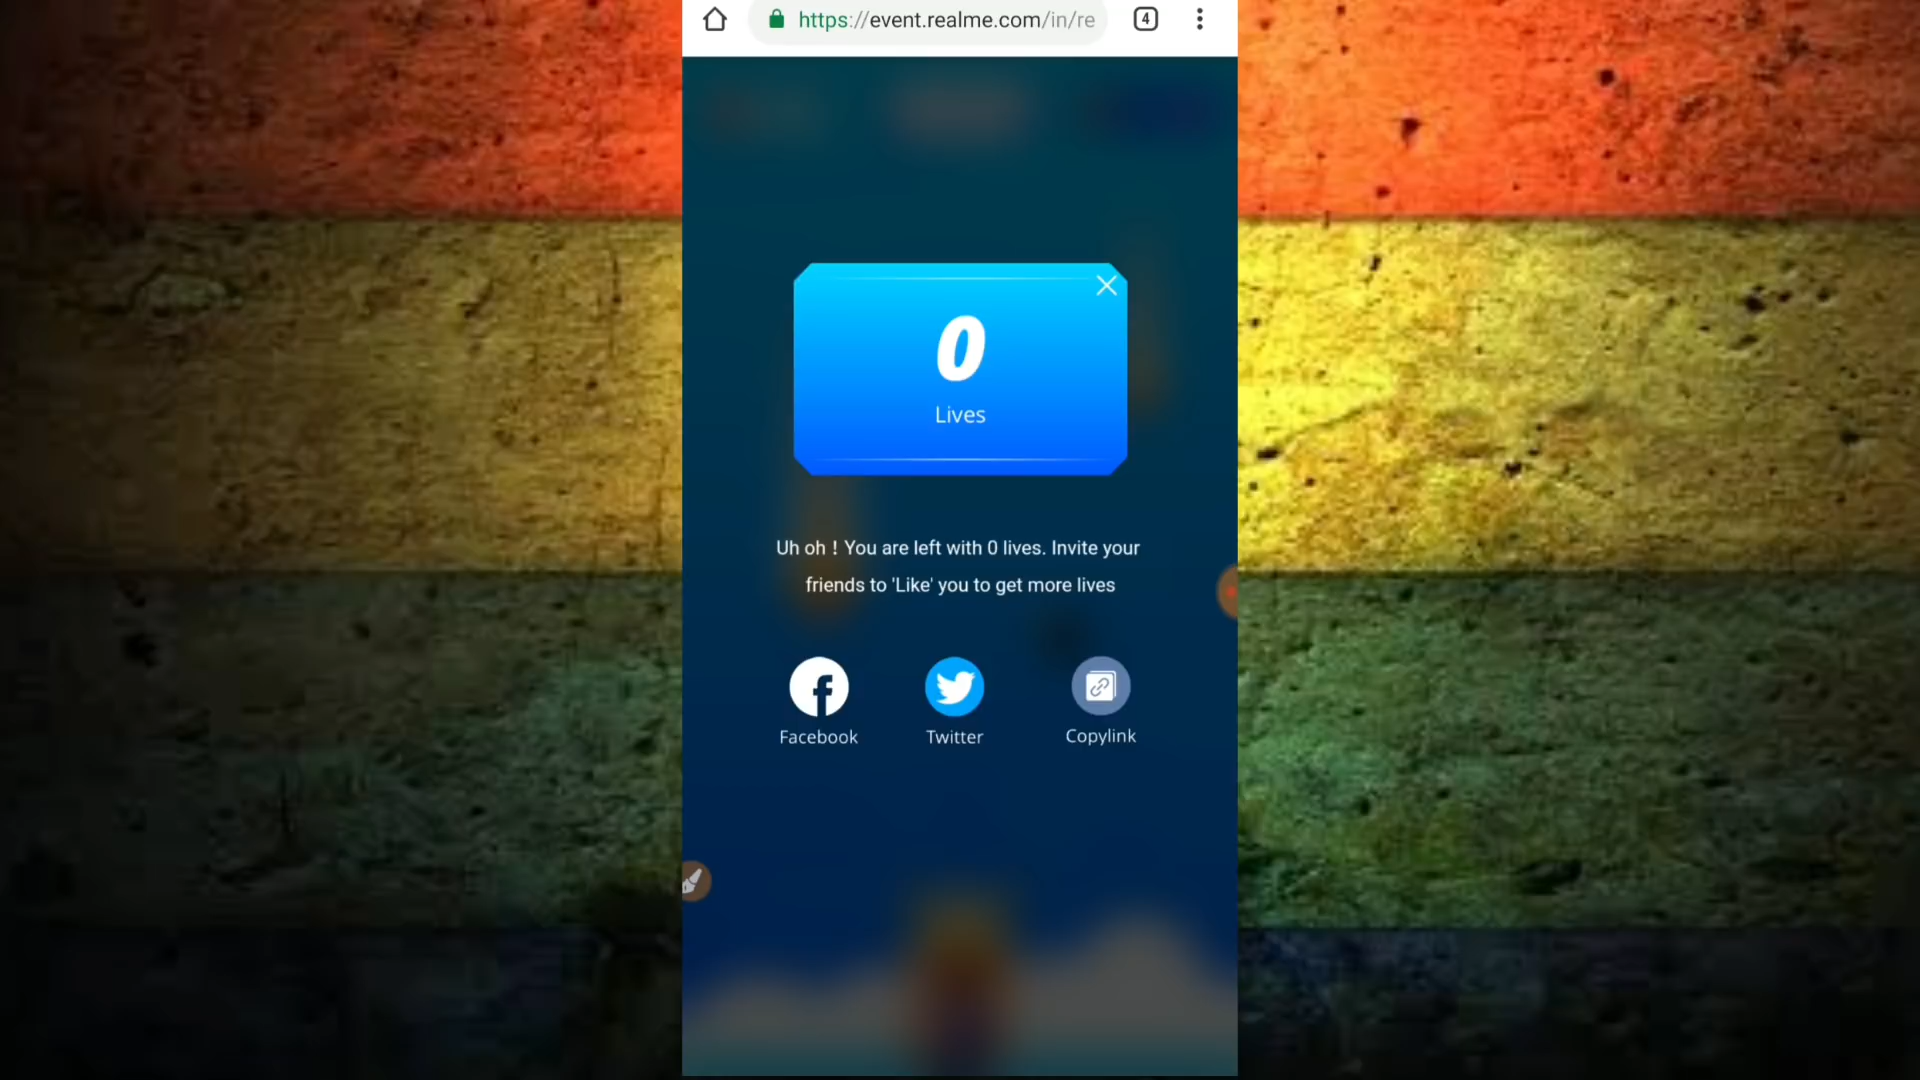 https://event.realme.com/in/re
4
0
Lives
Uh oh ! You are left with 0 lives. Invite your
friends to 'Like' you to get more lives
Facebook
Twitter
Copylink